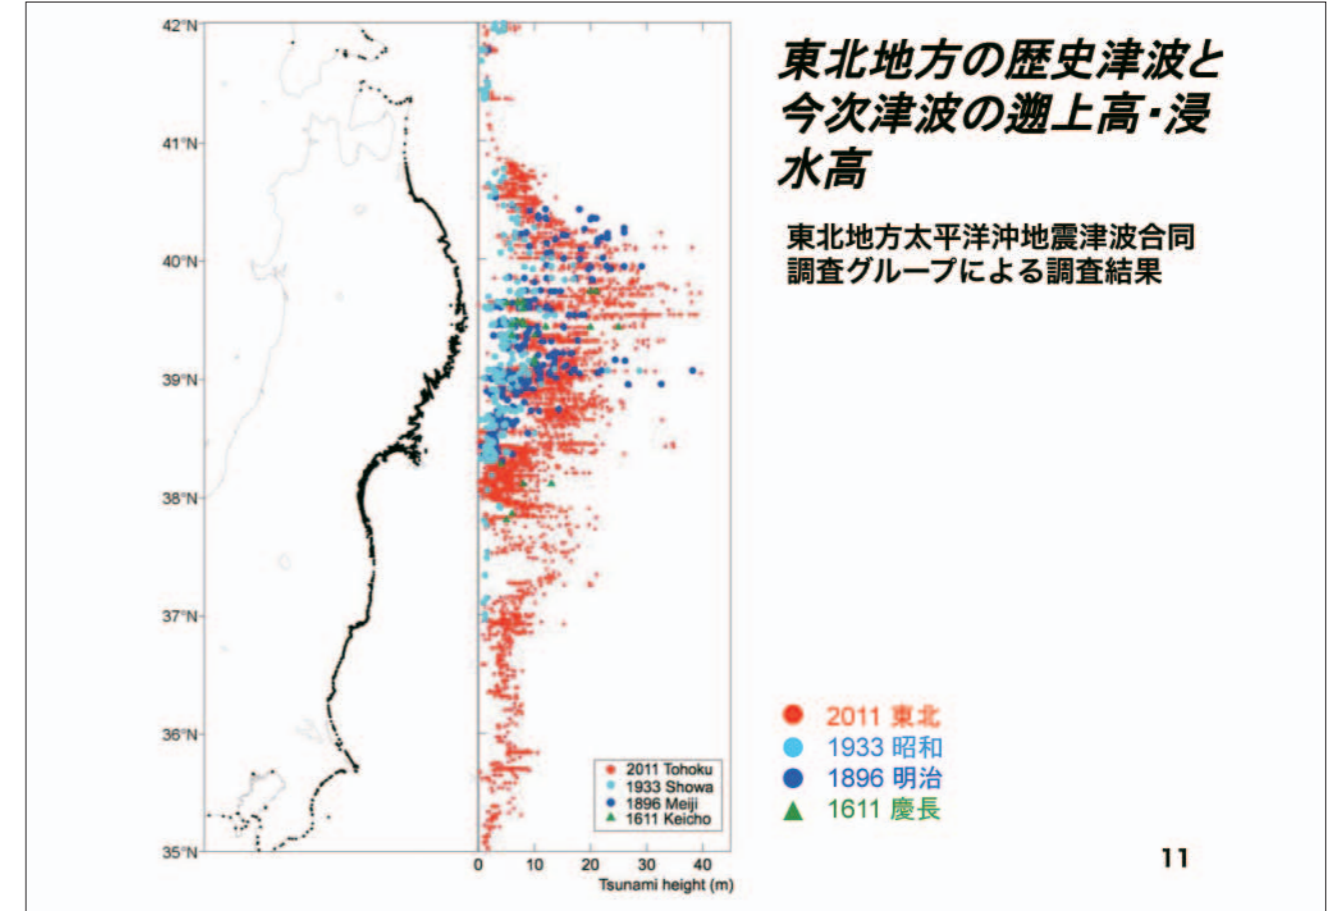 東北地方の歴史津波と
今次津波の遡上高・浸
水高
東北地方太平洋沖地震津波合同
調査グループによる調査結果
42°N
41°N
40°N
39°N
38°N
37°N
36°N
35°N
0 10 20 30 40
Tsunami height (m)
2011 Tohoku
1933 Showa
1896 Meiji
1611 Keicho
2011 東北
1933 昭和
1896 明治
1611 慶長
11